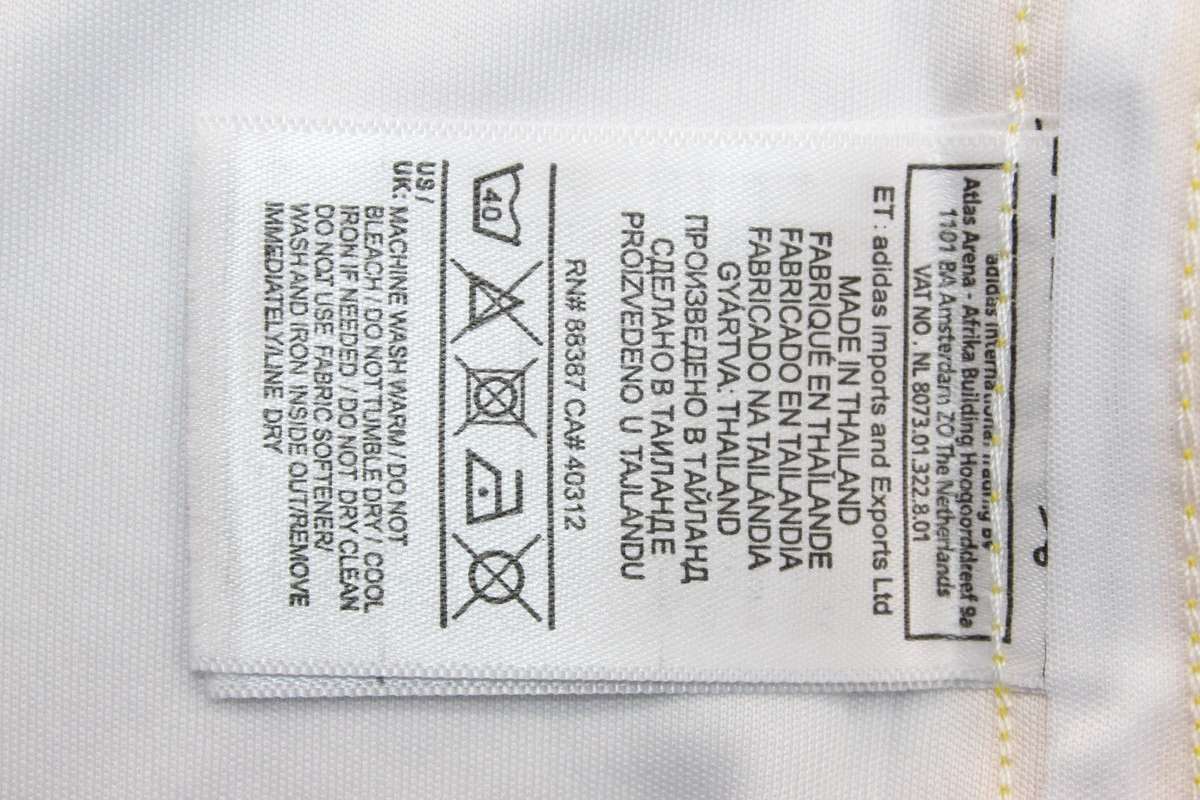 adidas International Trading BV
Atlas Arena - Afrika Building Hoogoorddreef 9a
1101 BA Amsterdam ZO The Netherlands
VAT NO . NL 8073.01.322.8.01
ET : adidas Imports and Exports Ltd
MADE IN THAILAND
FABRIQUÉ EN THAÏLANDE
FABRICADO EN TAILANDIA
FABRICADO NA TAILÂNDIA
GYÁRTVA: THAILAND
ПРОИЗВЕДЕНО В ТАЙЛАНД
СДЕЛАНО В ТАИЛАНДЕ
PROIZVEDENO U TAJLANDU
RN# 88387 CA# 40312
40
US /
UK: MACHINE WASH WARM / DO NOT
BLEACH / DO NOT TUMBLE DRY / COOL
IRON IF NEEDED / DO NOT DRY CLEAN
DO NOT USE FABRIC SOFTENER/
WASH AND IRON INSIDE OUT/REMOVE
IMMEDIATELY/LINE DRY